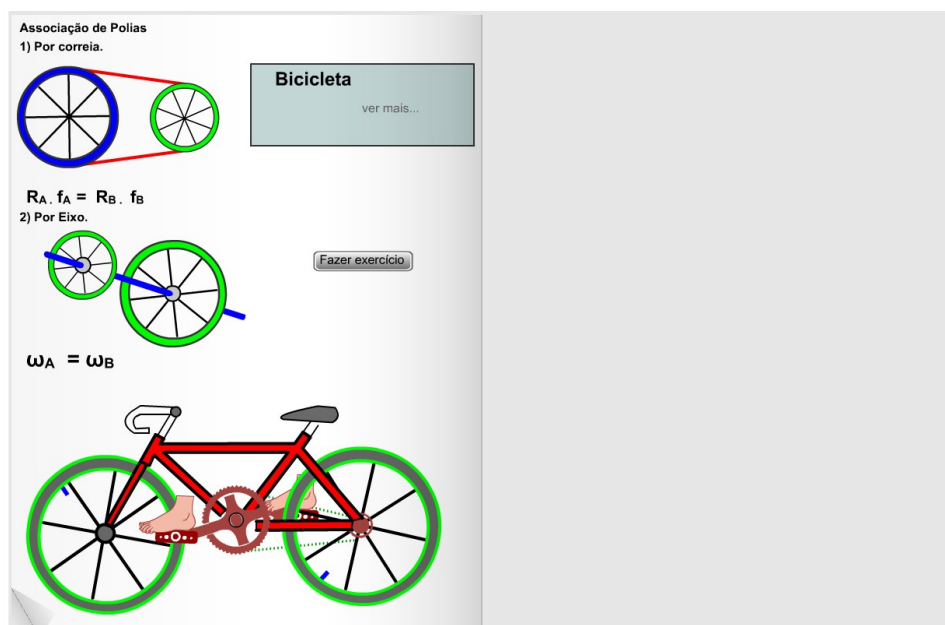 Associação de Polias
1) Por correia.
Bicicleta
ver mais...
RA . fA = RB . fB
2) Por Eixo.
Fazer exercício
ωA = ωB